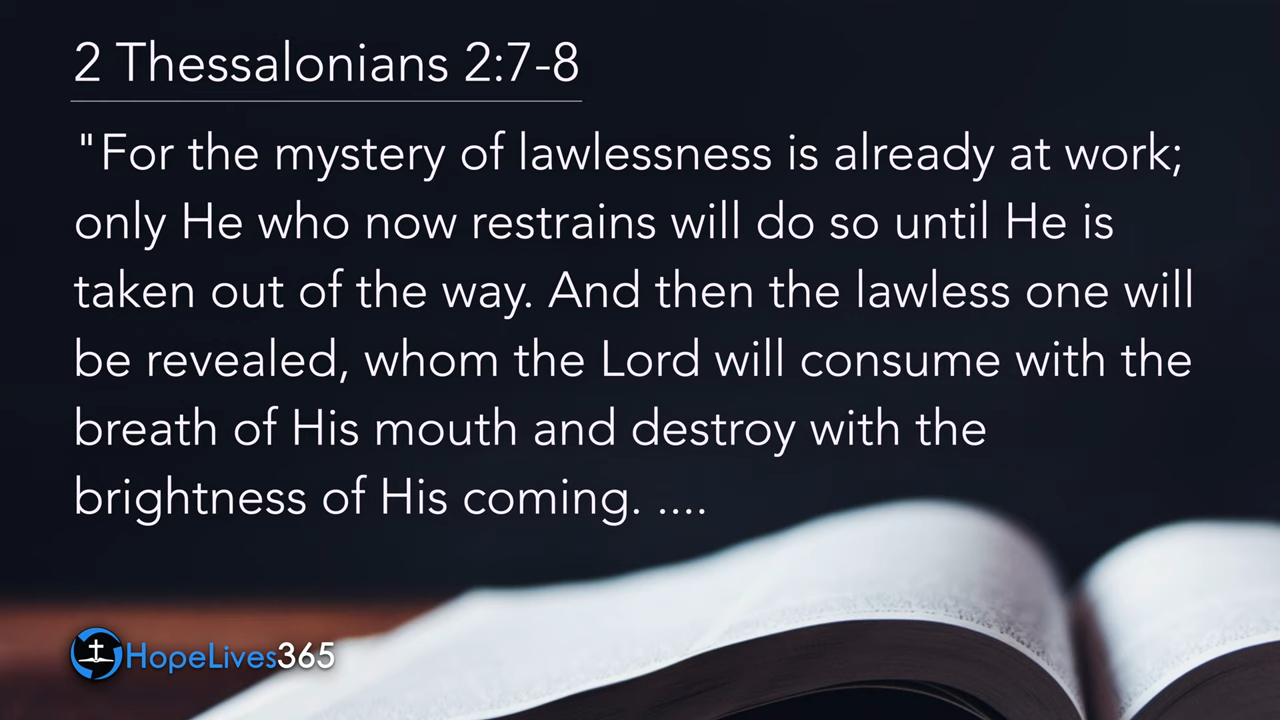 2 Thessalonians 2:7-8
"For the mystery of lawlessness is already at work;
only He who now restrains will do so until He is
taken out of the way. And then the lawless one will
be revealed, whom the Lord will consume with the
breath of His mouth and destroy with the
brightness of His coming. ....
HopeLives365